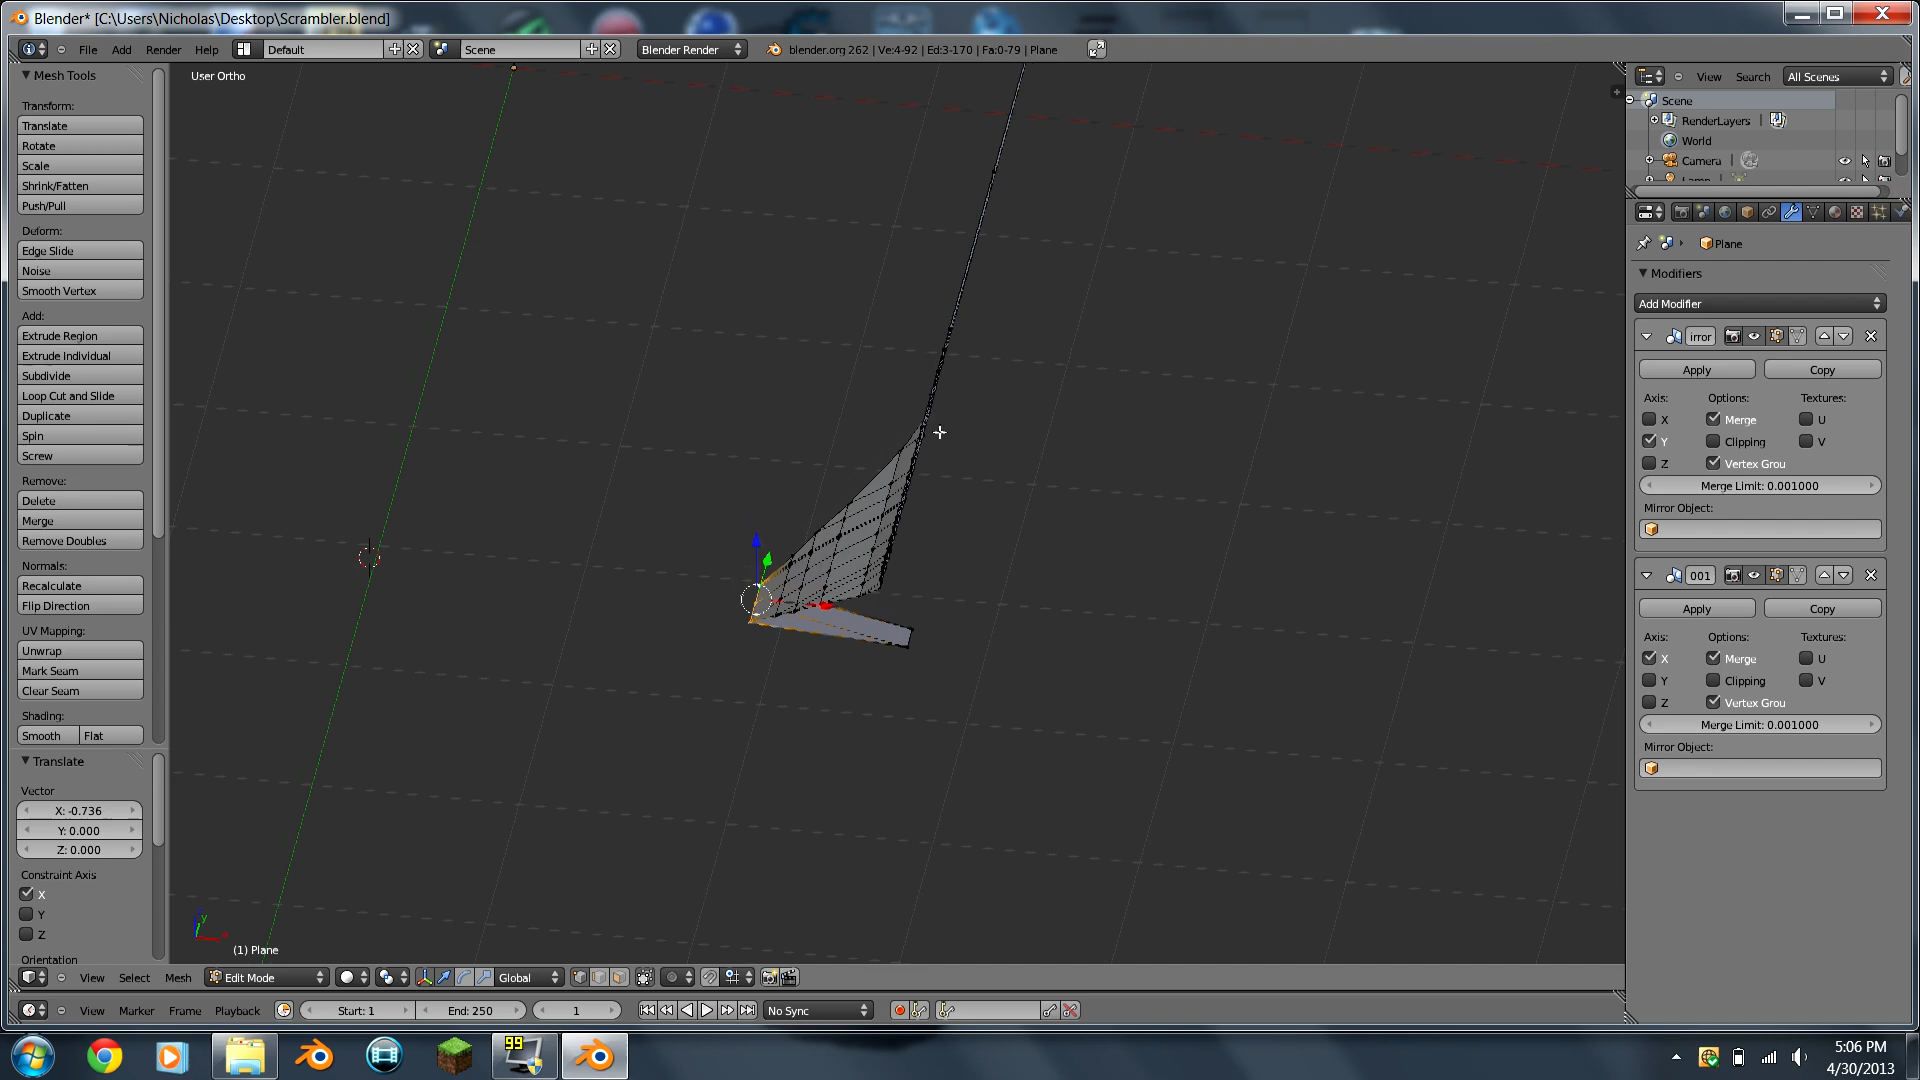 Blender* [C:\Users\Nicholas\Desktop\Scrambler.blend]
File Add Render Help Default Scene Blender Render blender.org 262 | Ve:4-92 | Ed:3-170 | Fa:0-79 | Plane
Mesh Tools
Transform:
Translate
Rotate
Scale
Shrink/Fatten
Push/Pull
Deform:
Edge Slide
Noise
Smooth Vertex
Add:
Extrude Region
Extrude Individual
Subdivide
Loop Cut and Slide
Duplicate
Spin
Screw
Remove:
Delete
Merge
Remove Doubles
Normals:
Recalculate
Flip Direction
UV Mapping:
Unwrap
Mark Seam
Clear Seam
Shading:
Smooth Flat
Translate
Vector
X: -0.736
Y: 0.000
Z: 0.000
Constraint Axis
X
Y
Z
Orientation
User Ortho
y
(1) Plane
View Select Mesh Edit Mode Global
View Marker Frame Playback Start: 1 End: 250 1 No Sync
View Search All Scenes
Scene
RenderLayers |
World
Camera |
Lamp
Plane
Modifiers
Add Modifier
irror
Apply Copy
Axis: Options: Textures:
X Merge U
Y Clipping V
Z Vertex Grou
Merge Limit: 0.001000
Mirror Object:
001
Apply Copy
Axis: Options: Textures:
X Merge U
Y Clipping V
Z Vertex Grou
Merge Limit: 0.001000
Mirror Object:
99
5:06 PM
4/30/2013